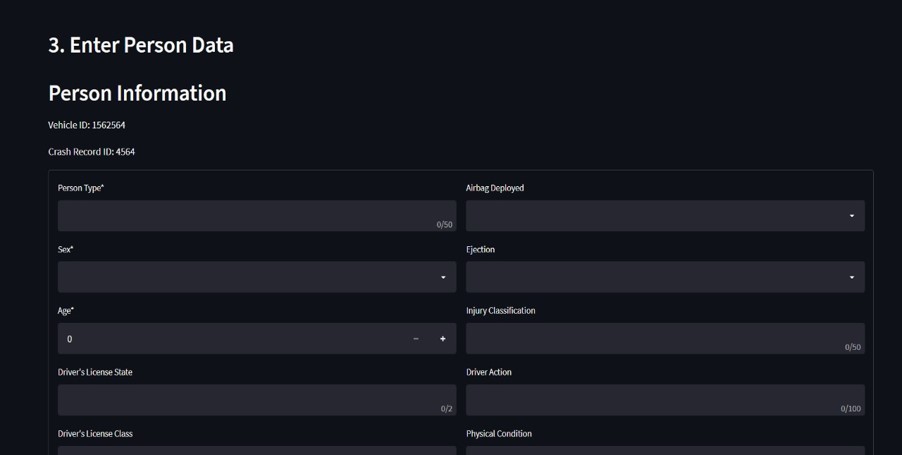 3. Enter Person Data
Person Information
Vehicle ID: 1562564
Crash Record ID: 4564
Person Type*
Airbag Deployed
0/50
Sex*
Ejection
Age*
Injury Classification
0
−
+
0/50
Driver's License State
Driver Action
0/2
0/100
Driver's License Class
Physical Condition